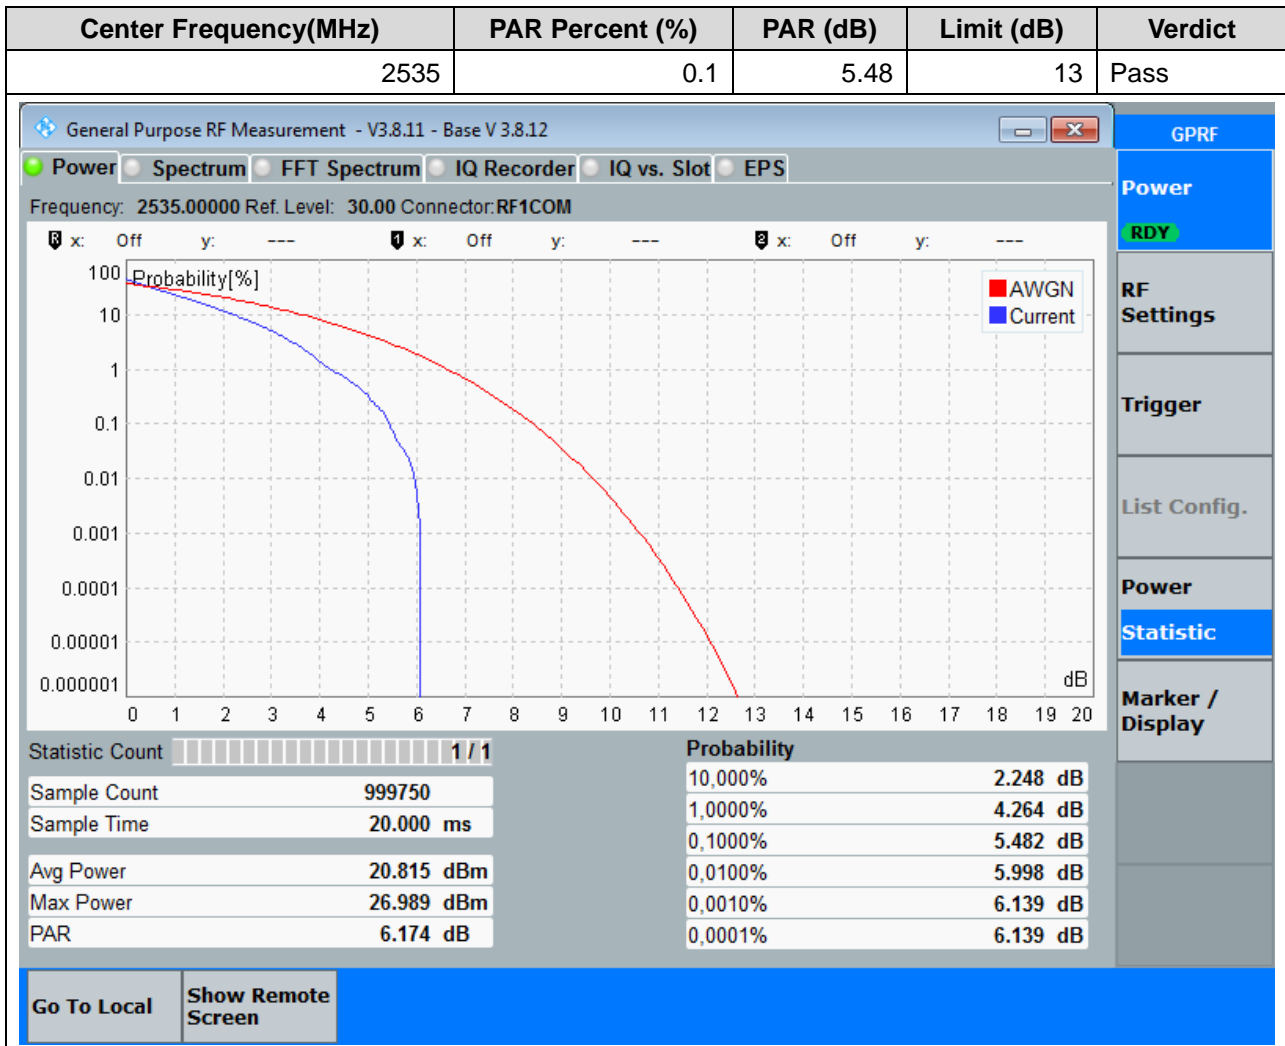 Center Frequency(MHz) PAR Percent (%) PAR (dB) Limit (dB) Verdict
2535 0.1 5.48 13 Pass
General Purpose RF Measurement - V3.8.11 - Base V 3.8.12
GPRF
Power Spectrum FFT Spectrum IQ Recorder IQ vs. Slot EPS
Power
RDY
Frequency: 2535.00000 Ref. Level: 30.00 Connector: RF1COM
R x: Off y: --- 1 x: Off y: --- 2 x: Off y: ---
Probability[%]
AWGN
Current
100
10
1
0.1
0.01
0.001
0.0001
0.00001
0.000001
dB
0 1 2 3 4 5 6 7 8 9 10 11 12 13 14 15 16 17 18 19 20
RF
Settings
Trigger
List Config.
Power
Statistic
Marker /
Display
Statistic Count 1 / 1
Sample Count 999750
Sample Time 20.000 ms
Avg Power 20.815 dBm
Max Power 26.989 dBm
PAR 6.174 dB
Probability
10,000% 2.248 dB
1,0000% 4.264 dB
0,1000% 5.482 dB
0,0100% 5.998 dB
0,0010% 6.139 dB
0,0001% 6.139 dB
Go To Local
Show Remote
Screen